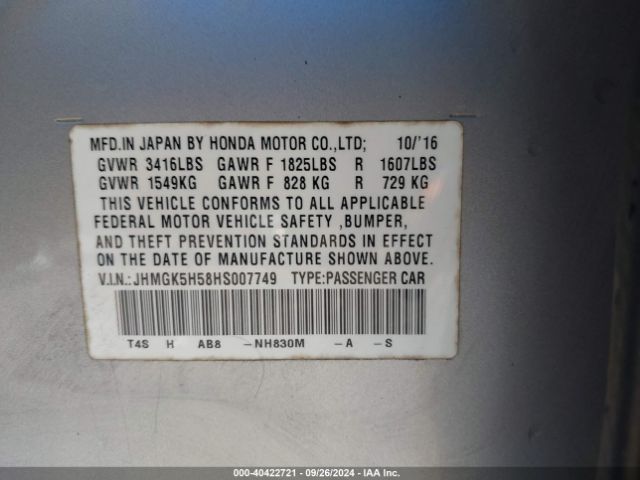 MFD.IN JAPAN BY HONDA MOTOR CO.,LTD; 10/'16
GVWR 3416LBS GAWR F 1825LBS R 1607LBS
GVWR 1549KG GAWR F 828 KG R 729 KG
THIS VEHICLE CONFORMS TO ALL APPLICABLE
FEDERAL MOTOR VEHICLE SAFETY ,BUMPER,
AND THEFT PREVENTION STANDARDS IN EFFECT
ON THE DATE OF MANUFACTURE SHOWN ABOVE.
V.I.N.: JHMGK5H58HS007749 TYPE:PASSENGER CAR
T4S H AB8 -NH830M -A -S
000-40422721 - 09/26/2024 - IAA Inc.